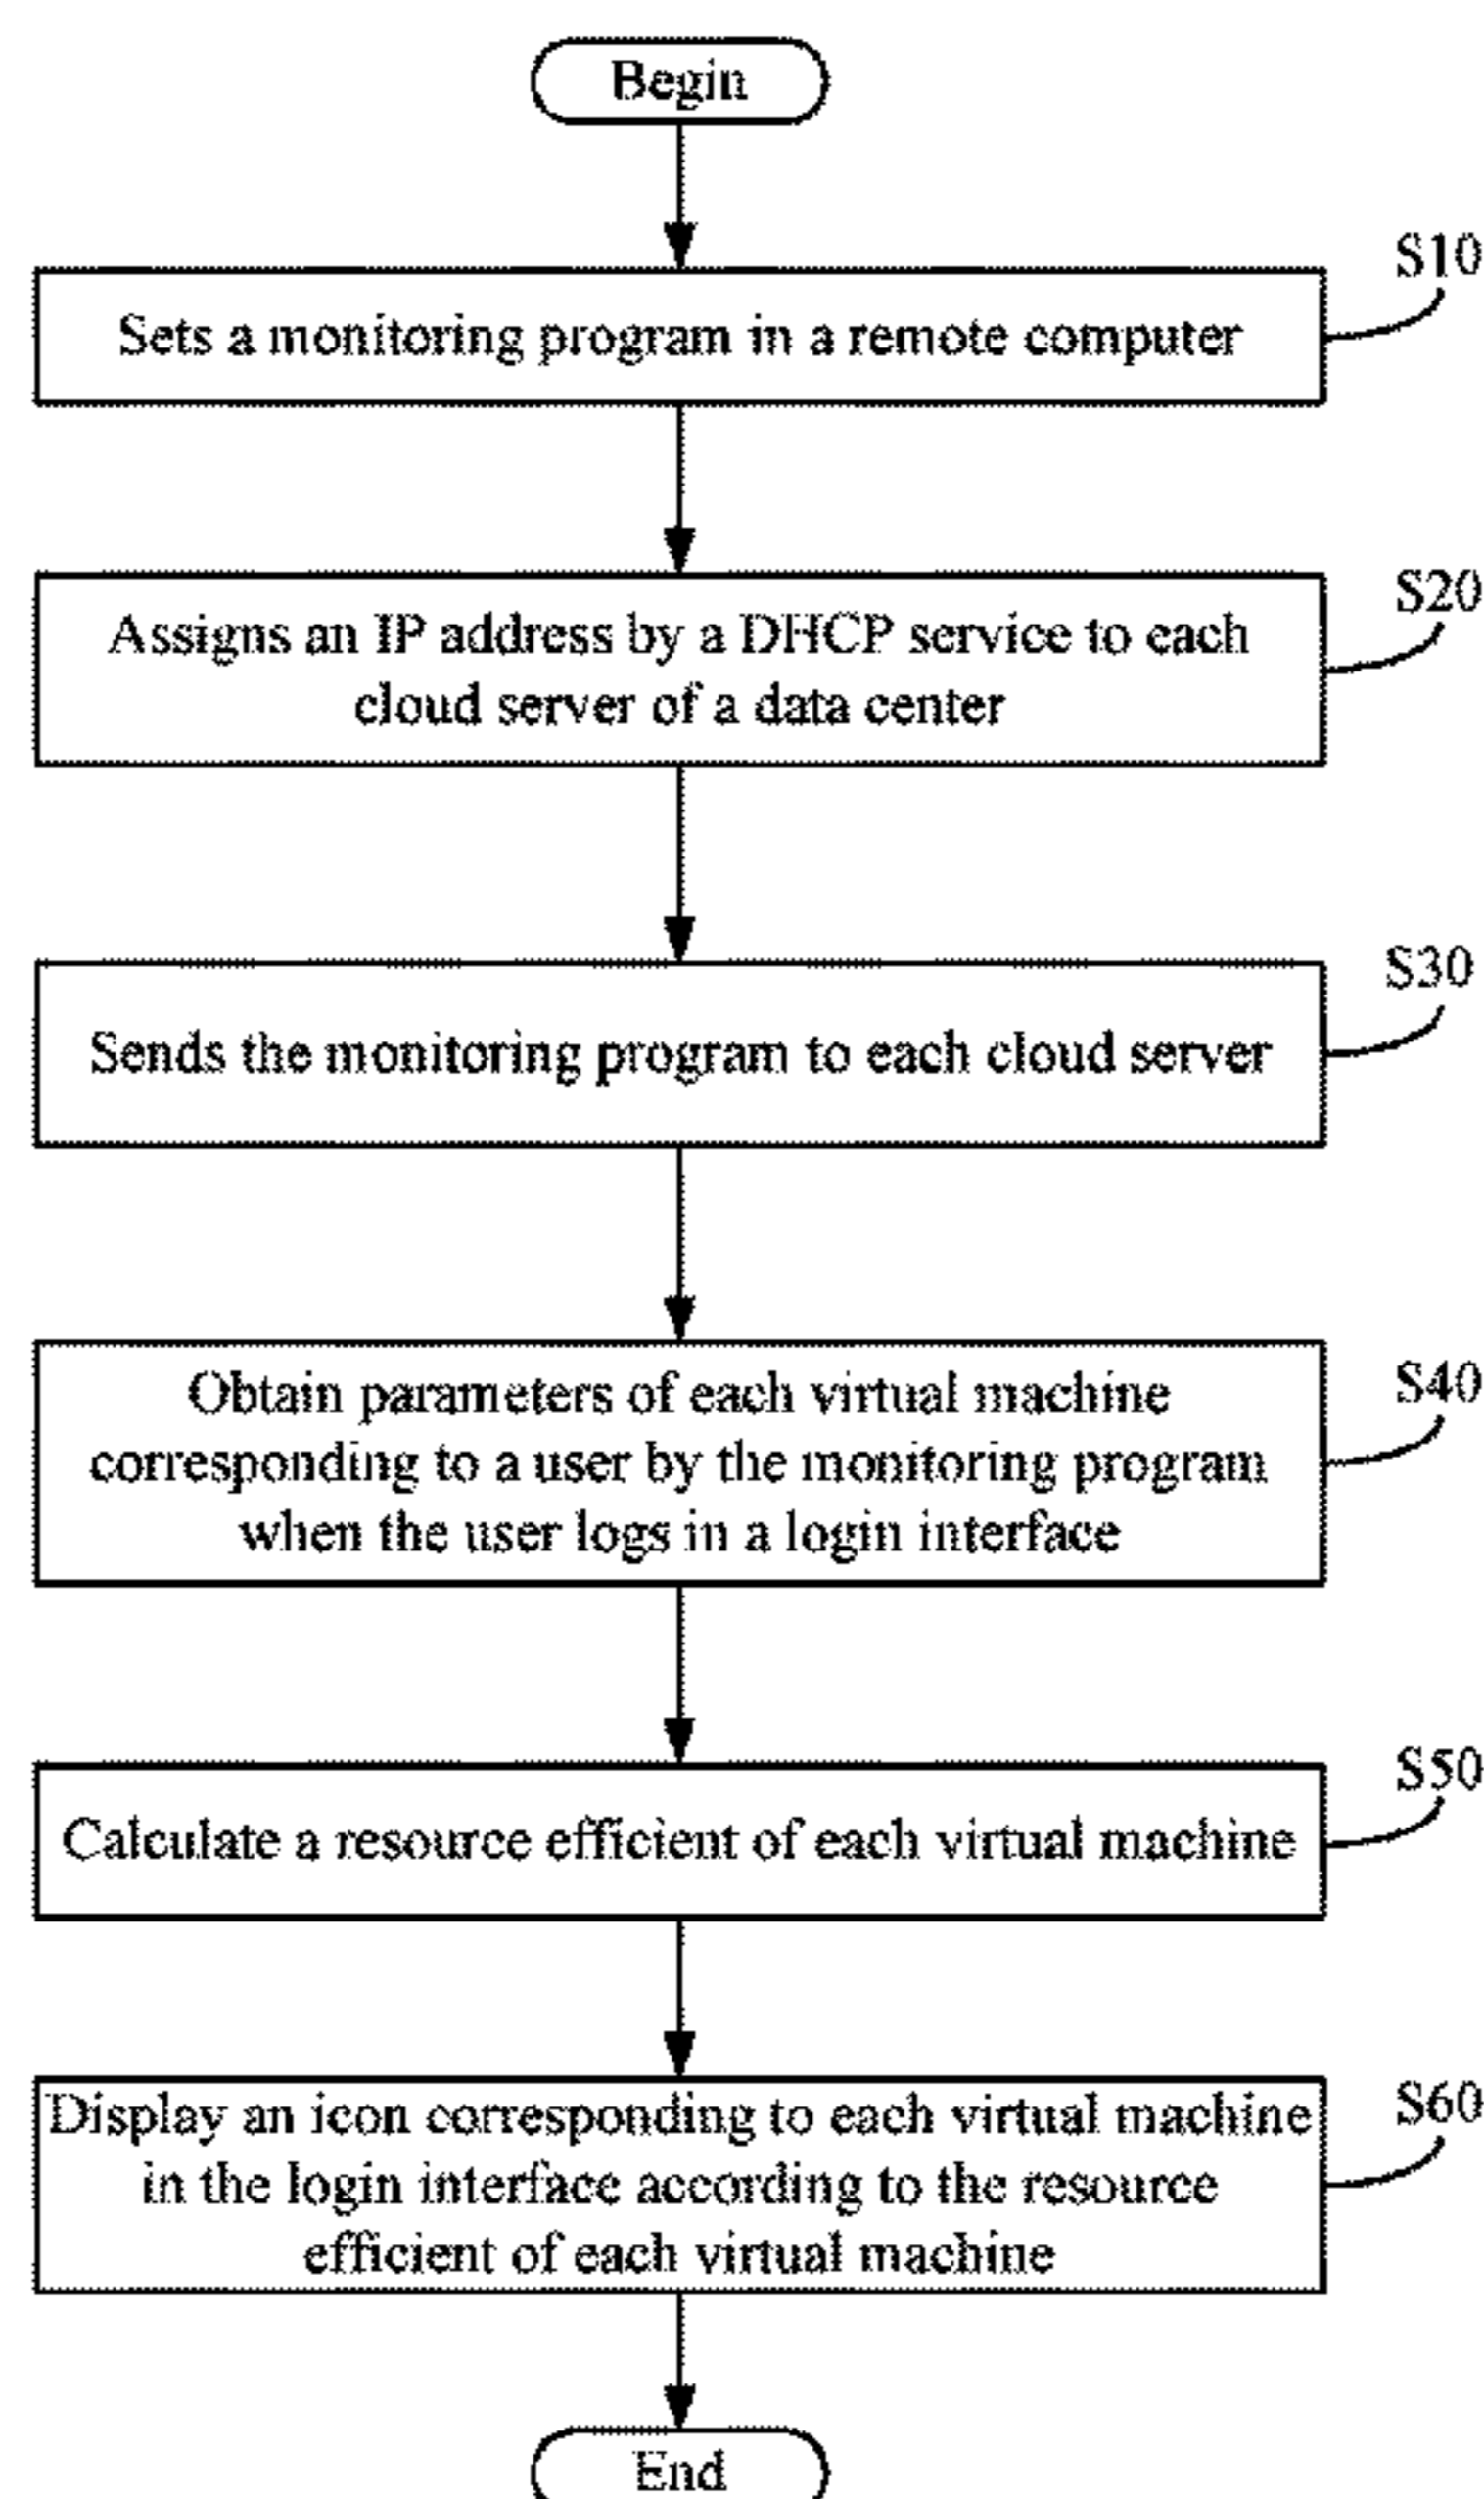 Begin
S10
Sets a monitoring program in a remote computer
S20
Assigns an IP address by a DHCP service to each
cloud server of a data center
S30
Sends the monitoring program to each cloud server
S40
Obtain parameters of each virtual machine
corresponding to a user by the monitoring program
when the user logs in a login interface
S50
Calculate a resource efficient of each virtual machine
S60
Display an icon corresponding to each virtual machine
in the login interface according to the resource
efficient of each virtual machine
End